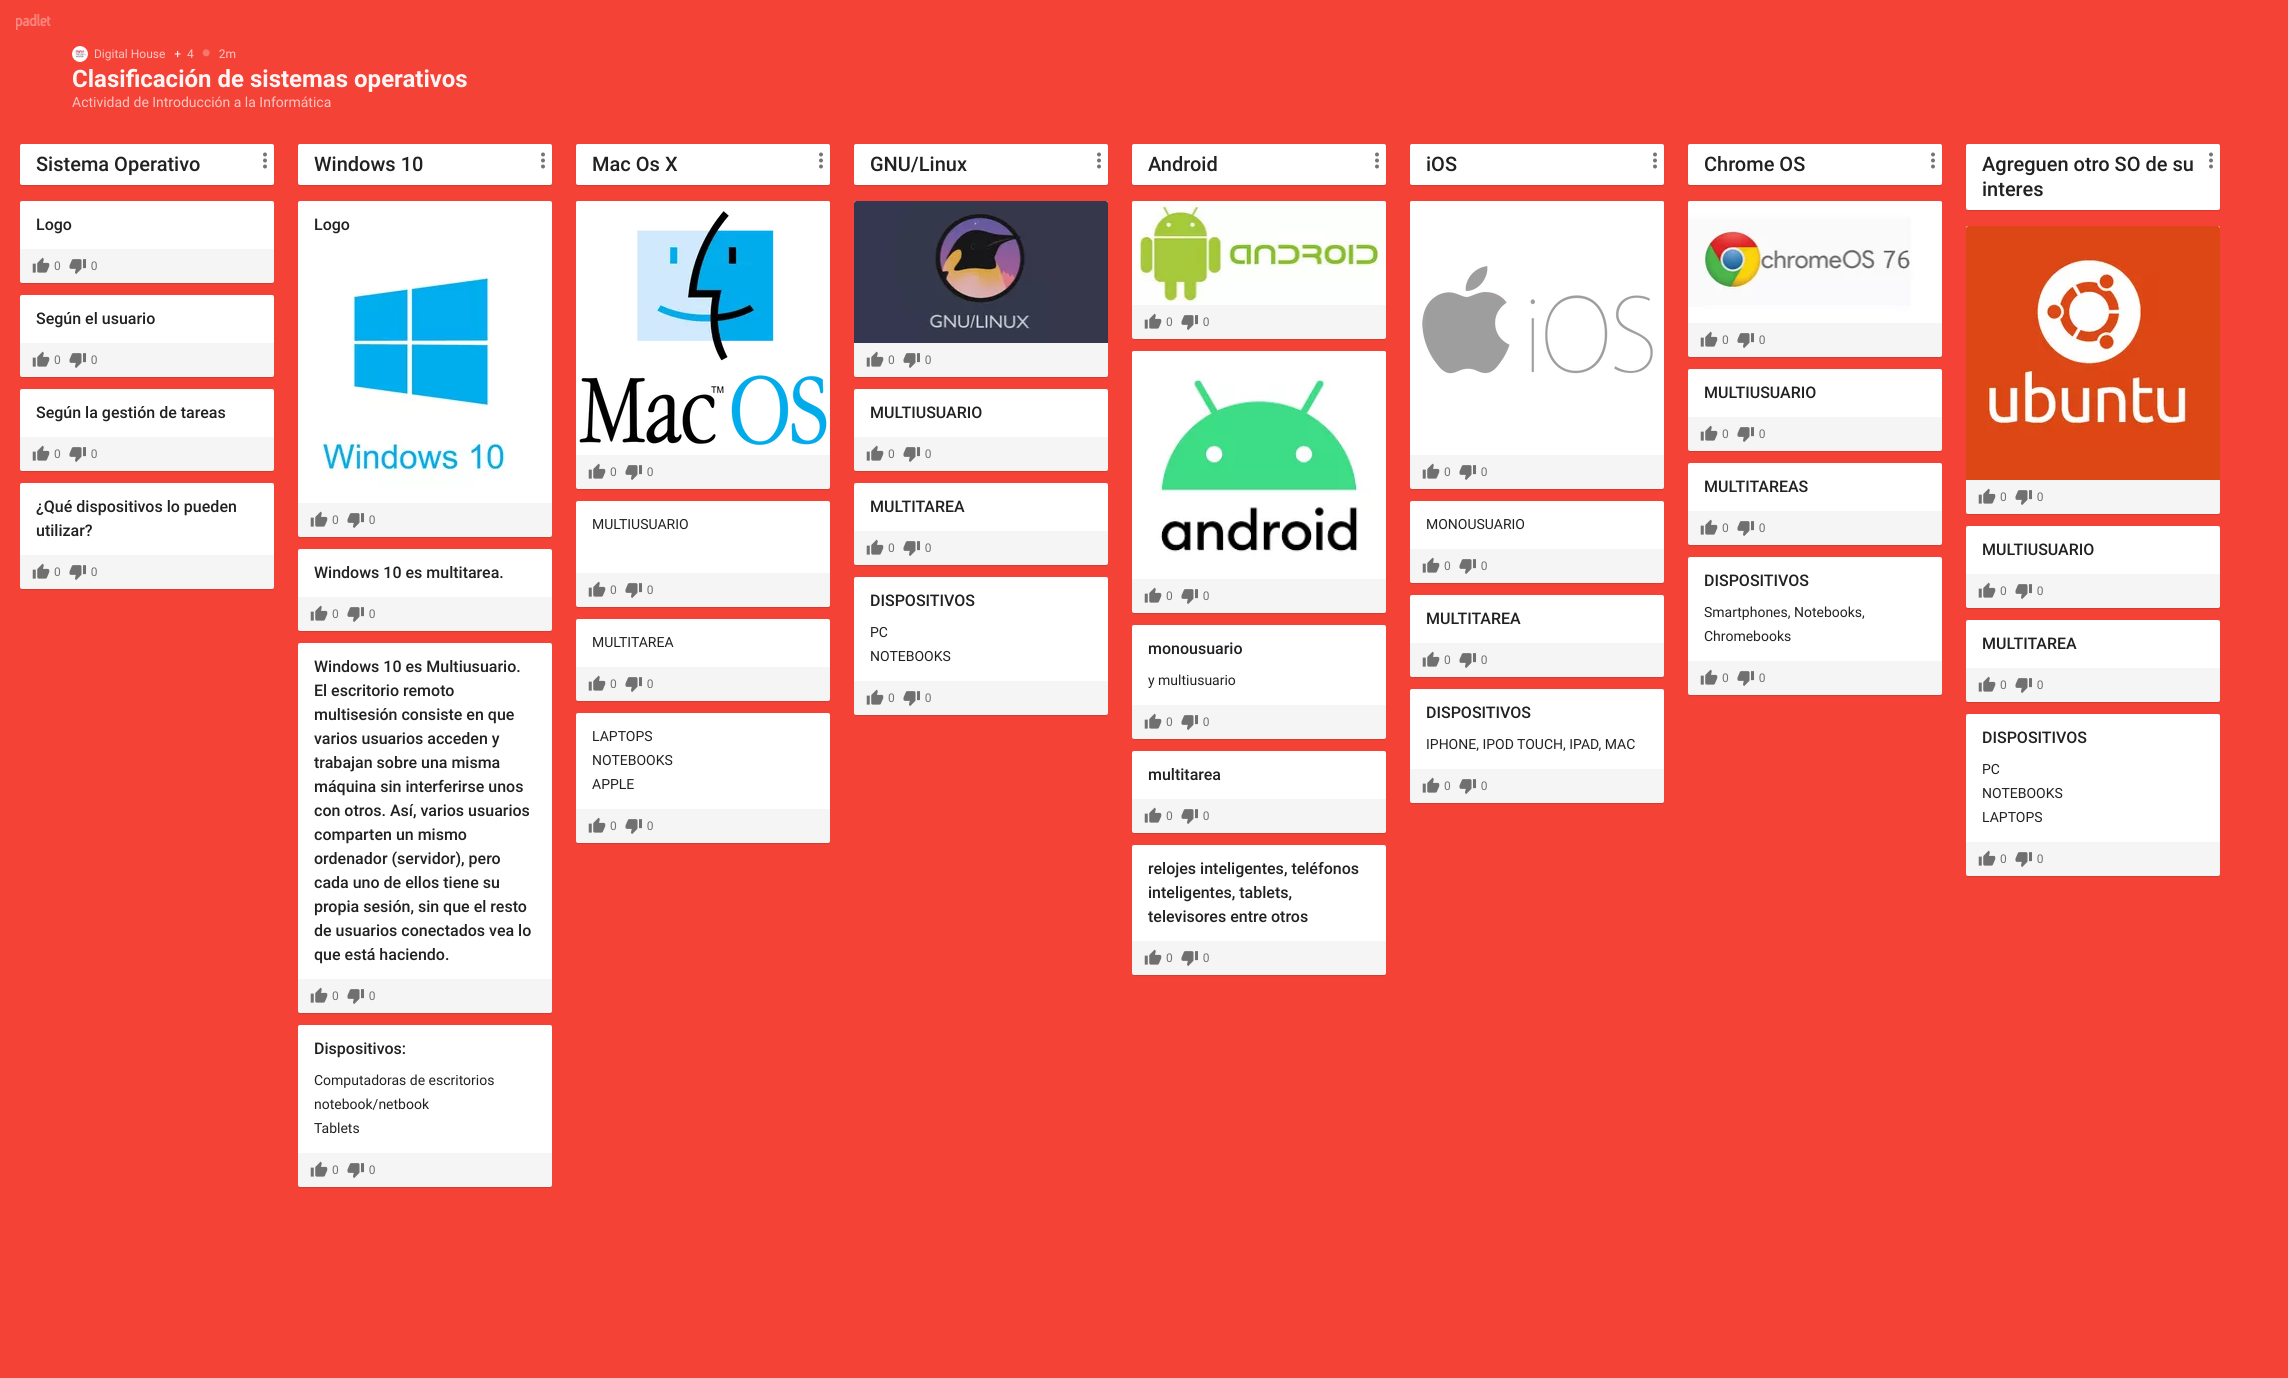 padlet
Digital House + 4 2m
Clasificación de sistemas operativos
Actividad de Introducción a la Informática
Sistema Operativo
Logo
0 0
Según el usuario
0 0
Según la gestión de tareas
0 0
¿Qué dispositivos lo pueden
utilizar?
0 0
Windows 10
Logo
Windows 10
0 0
Windows 10 es multitarea.
0 0
Windows 10 es Multiusuario.
El escritorio remoto
multisesión consiste en que
varios usuarios acceden y
trabajan sobre una misma
máquina sin interferirse unos
con otros. Así, varios usuarios
comparten un mismo
ordenador (servidor), pero
cada uno de ellos tiene su
propia sesión, sin que el resto
de usuarios conectados vea lo
que está haciendo.
0 0
Dispositivos:
Computadoras de escritorios
notebook/netbook
Tablets
0 0
Mac Os X
Mac™OS
0 0
MULTIUSUARIO
0 0
MULTITAREA
0 0
LAPTOPS
NOTEBOOKS
APPLE
0 0
GNU/Linux
GNU/LINUX
0 0
MULTIUSUARIO
0 0
MULTITAREA
0 0
DISPOSITIVOS
PC
NOTEBOOKS
0 0
Android
ANDROID
0 0
android
0 0
monousuario
y multiusuario
0 0
multitarea
0 0
relojes inteligentes, teléfonos
inteligentes, tablets,
televisores entre otros
0 0
iOS
iOS
0 0
MONOUSUARIO
0 0
MULTITAREA
0 0
DISPOSITIVOS
IPHONE, IPOD TOUCH, IPAD, MAC
0 0
Chrome OS
chromeOS 76
0 0
MULTIUSUARIO
0 0
MULTITAREAS
0 0
DISPOSITIVOS
Smartphones, Notebooks,
Chromebooks
0 0
Agreguen otro SO de su
interes
ubuntu
0 0
MULTIUSUARIO
0 0
MULTITAREA
0 0
DISPOSITIVOS
PC
NOTEBOOKS
LAPTOPS
0 0